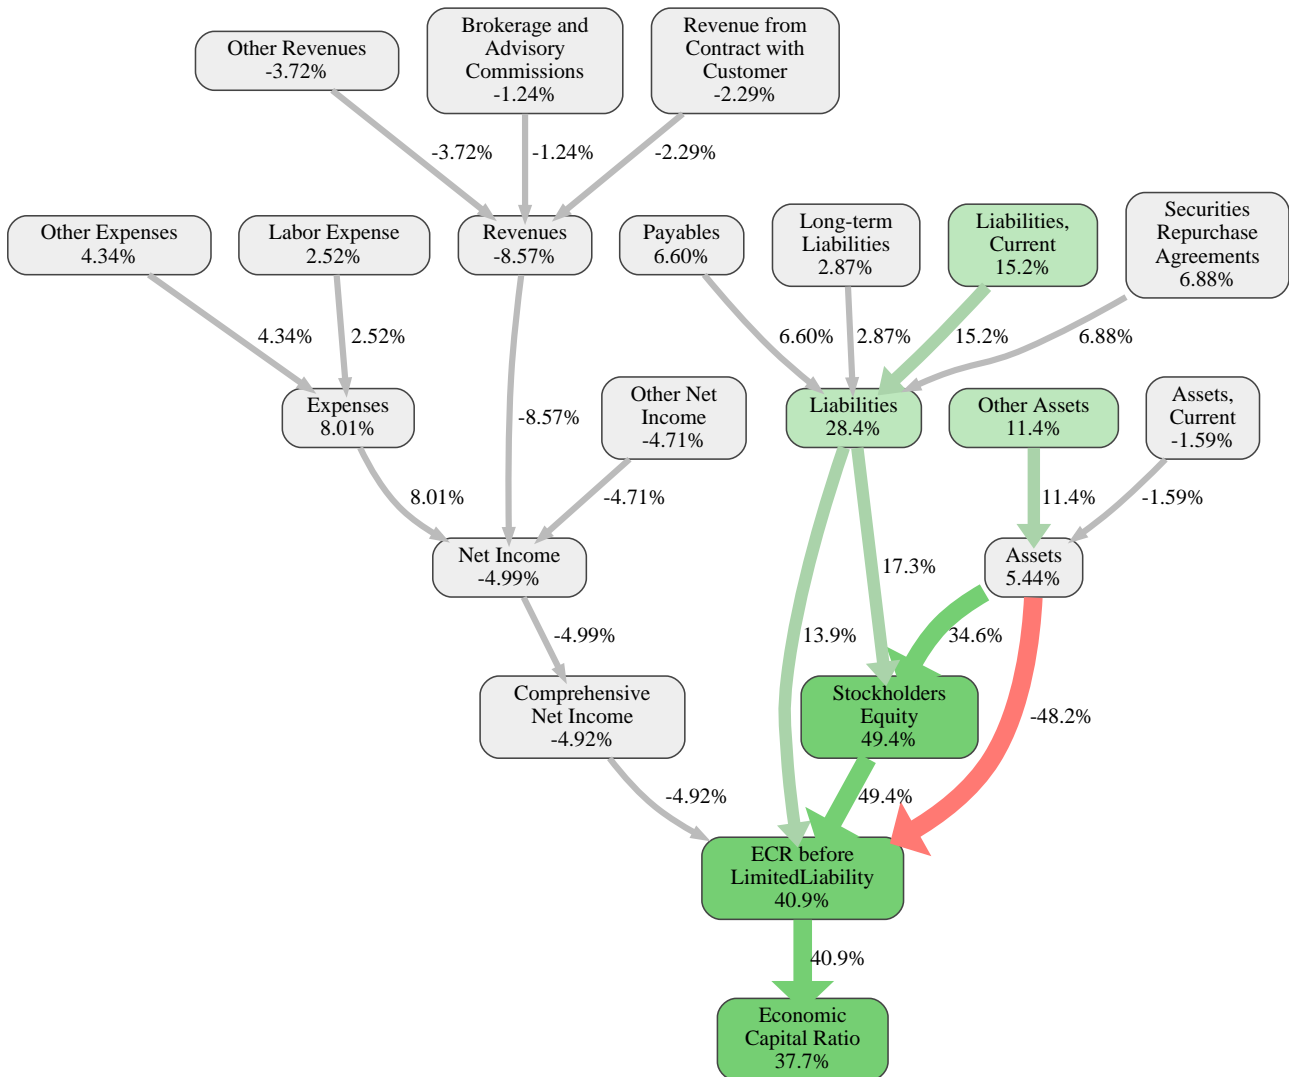 Other Revenues
-3.72%
Brokerage and
Advisory
Commissions
-1.24%
Revenue from
Contract with
Customer
-2.29%
-3.72%
-1.24%
-2.29%
Other Expenses
4.34%
Labor Expense
2.52%
Revenues
-8.57%
Payables
6.60%
Long-term
Liabilities
2.87%
Liabilities,
Current
15.2%
Securities
Repurchase
Agreements
6.88%
4.34%
2.52%
6.60%
2.87%
15.2%
6.88%
Expenses
8.01%
-8.57%
Other Net
Income
-4.71%
Liabilities
28.4%
Other Assets
11.4%
Assets,
Current
-1.59%
8.01%
-4.71%
11.4%
-1.59%
Net Income
-4.99%
17.3%
Assets
5.44%
-4.99%
13.9%
34.6%
Comprehensive
Net Income
-4.92%
Stockholders
Equity
49.4%
-48.2%
-4.92%
49.4%
ECR before
LimitedLiability
40.9%
40.9%
Economic
Capital Ratio
37.7%